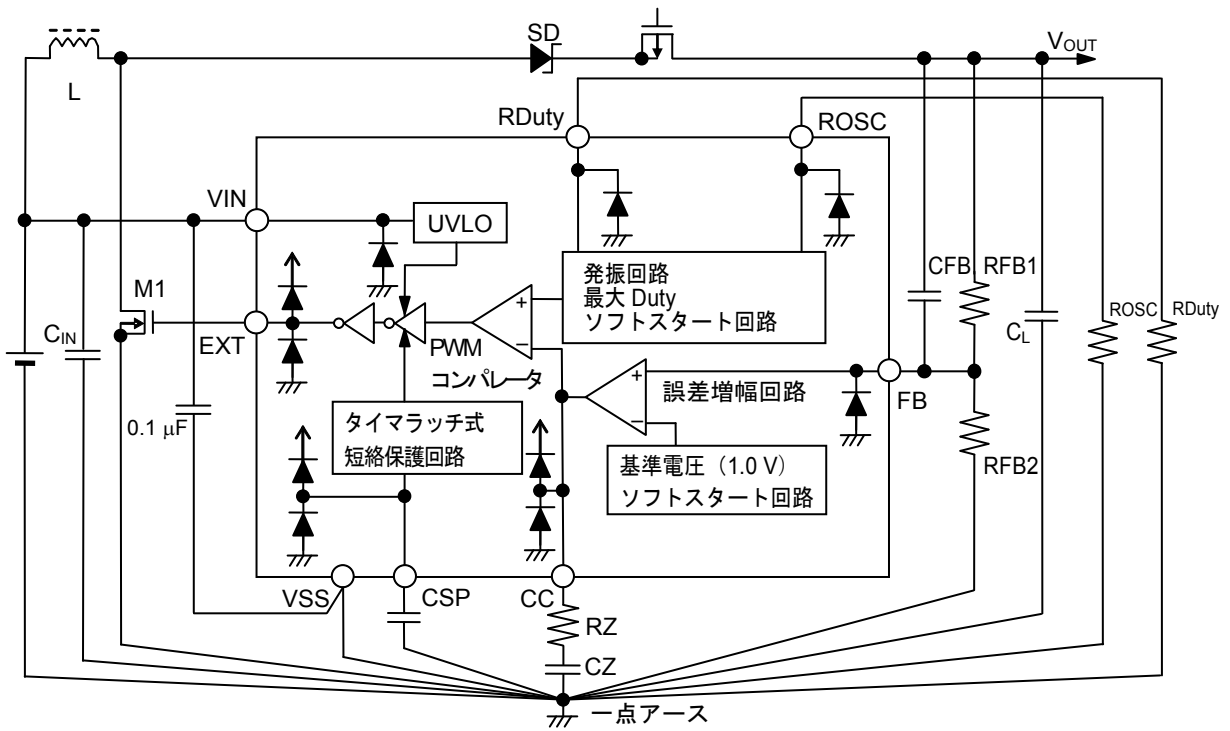 SD
V_OUT
L
RDuty
ROSC
VIN
UVLO
発振回路
最大 Duty
ソフトスタート回路
CFB
RFB1
M1
C_IN
EXT
PWM
コンパレータ
+
−
C_L
ROSC
RDuty
誤差増幅回路
+
−
FB
0.1 μF
タイマラッチ式
短絡保護回路
基準電圧（1.0 V）
ソフトスタート回路
RFB2
VSS
CSP
CC
RZ
CZ
一点アース